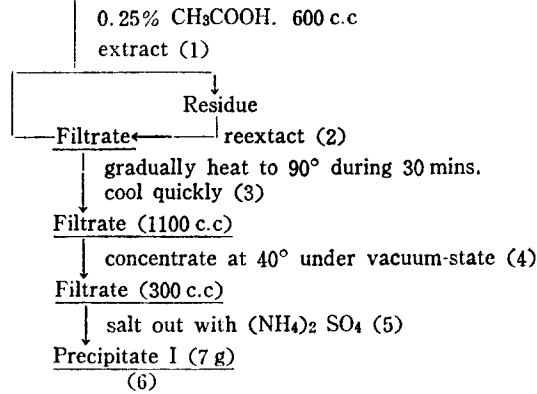 0.25% CH3COOH. 600 c.c
extract (1)
Residue
Filtrate reextact (2)
gradually heat to 90° during 30 mins.
cool quickly (3)
Filtrate (1100 c.c)
concentrate at 40° under vacuum-state (4)
Filtrate (300 c.c)
salt out with (NH4)2 SO4 (5)
Precipitate I (7 g)
(6)